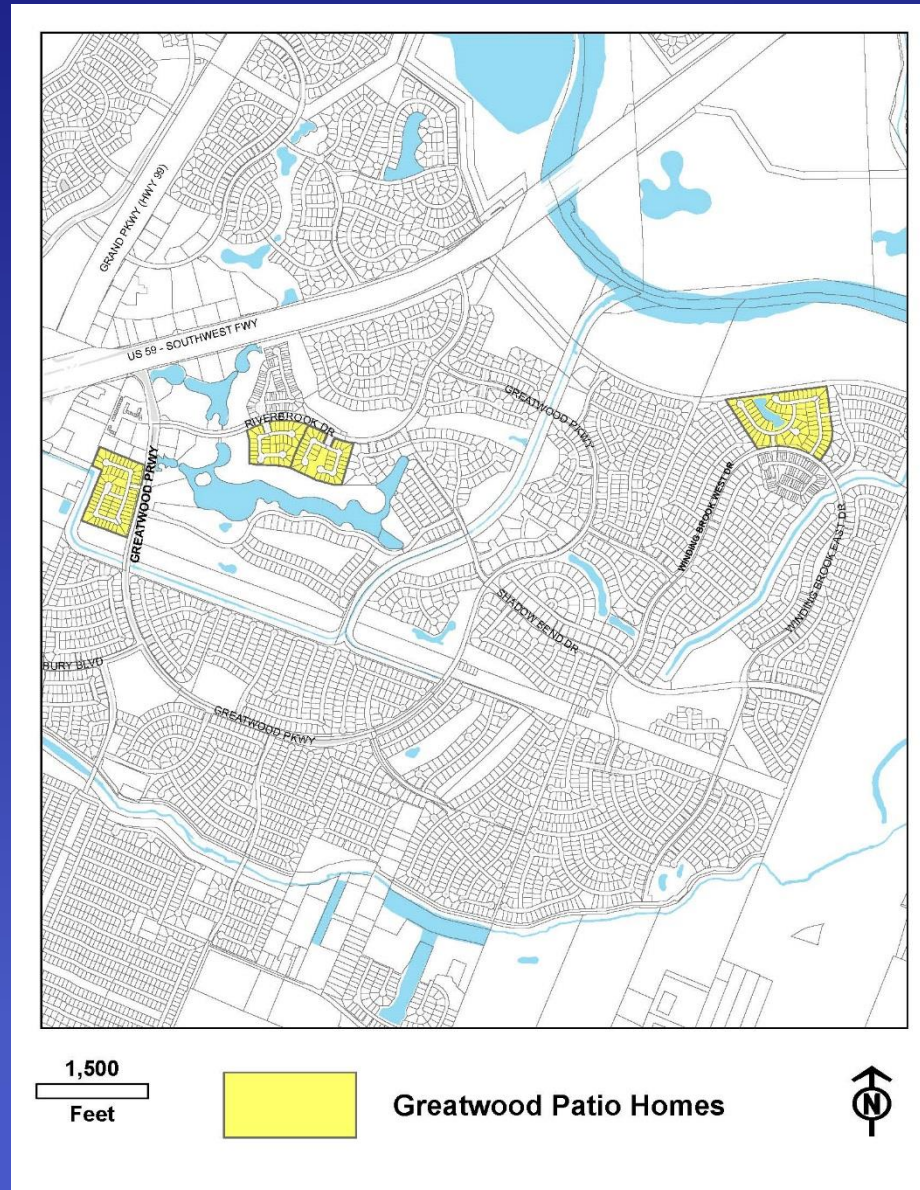 GRAND PKWY (HWY 99)
US 59 - SOUTHWEST FWY
RIVERBROOK DR
GREATWOOD PKWY
GREATWOOD PRWY
WINDING BROOK WEST DR
WINDING BROOK EAST DR
SHADOW BEND DR
BURY BLVD
GREATWOOD PKWY
1,500
Feet
Greatwood Patio Homes
N